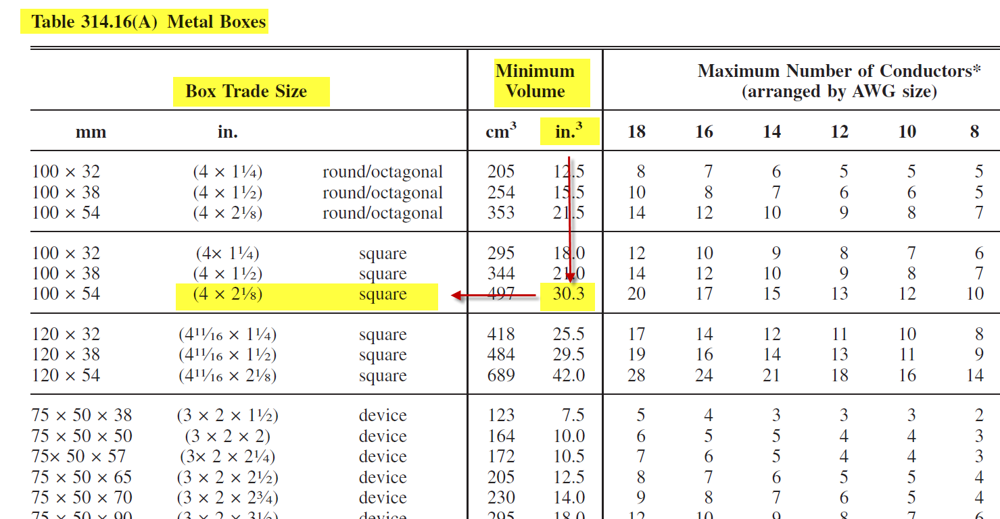 Table 314.16(A) Metal Boxes
Box Trade Size
Minimum Volume
Maximum Number of Conductors*
(arranged by AWG size)
mm in. cm³ in.³ 18 16 14 12 10 8
100 × 32 (4 × 1¼) round/octagonal 205 12.5 8 7 6 5 5 5
100 × 38 (4 × 1½) round/octagonal 254 15.5 10 8 7 6 6 5
100 × 54 (4 × 2⅛) round/octagonal 353 21.5 14 12 10 9 8 7
100 × 32 (4× 1¼) square 295 18.0 12 10 9 8 7 6
100 × 38 (4 × 1½) square 344 21.0 14 12 10 9 8 7
100 × 54 (4 × 2⅛) square 497 30.3 20 17 15 13 12 10
120 × 32 (4¹¹⁄₁₆ × 1¼) square 418 25.5 17 14 12 11 10 8
120 × 38 (4¹¹⁄₁₆ × 1½) square 484 29.5 19 16 14 13 11 9
120 × 54 (4¹¹⁄₁₆ × 2⅛) square 689 42.0 28 24 21 18 16 14
75 × 50 × 38 (3 × 2 × 1½) device 123 7.5 5 4 3 3 3 2
75 × 50 × 50 (3 × 2 × 2) device 164 10.0 6 5 5 4 4 3
75× 50 × 57 (3× 2 × 2¼) device 172 10.5 7 6 5 4 4 3
75 × 50 × 65 (3 × 2 × 2½) device 205 12.5 8 7 6 5 5 4
75 × 50 × 70 (3 × 2 × 2¾) device 230 14.0 9 8 7 6 5 4
75 × 50 × 90 (3 × 2 × 3½) device 295 18.0 12 10 9 8 7 6